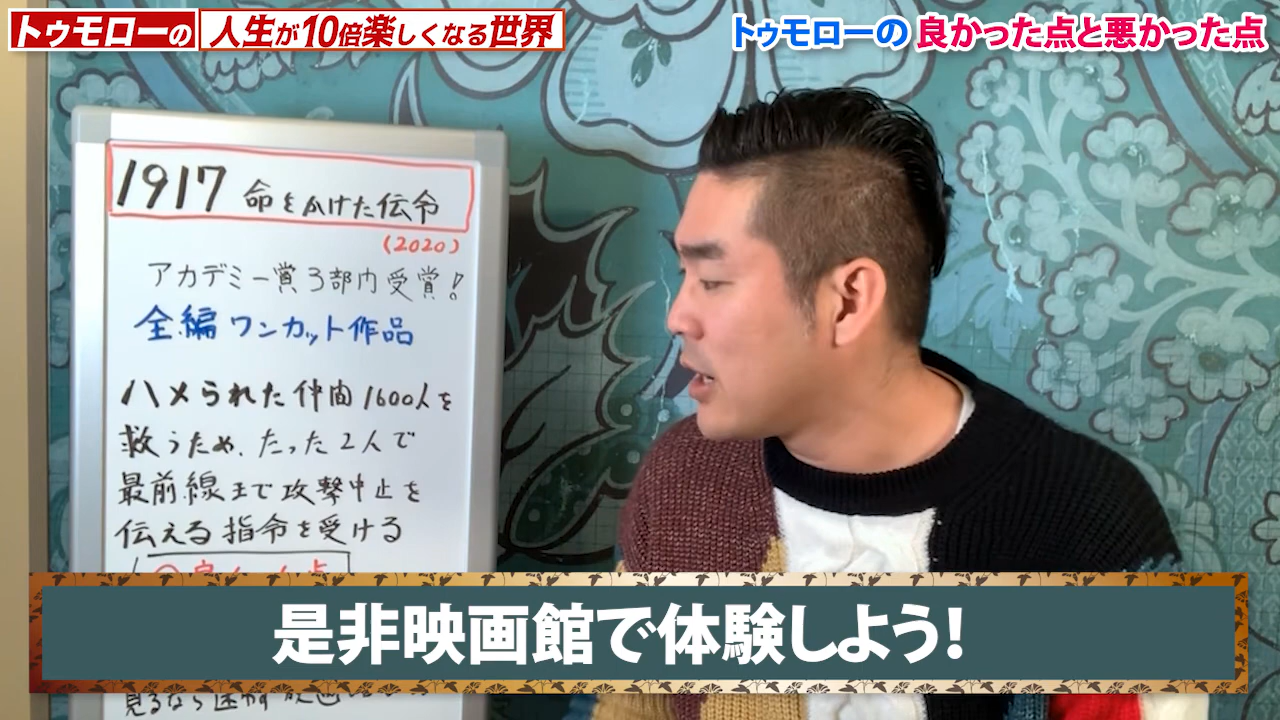 トゥモローの 人生が10倍楽しくなる世界
トゥモローの 良かった点と悪かった点
1917 命をかけた伝令
(2020)
アカデミー賞3部門受賞!
全編ワンカット作品
ハメられた仲間1600人を
救うため、たった2人で
最前線まで攻撃中止を
伝える指令を受ける
是非映画館で体験しよう!
見るなら